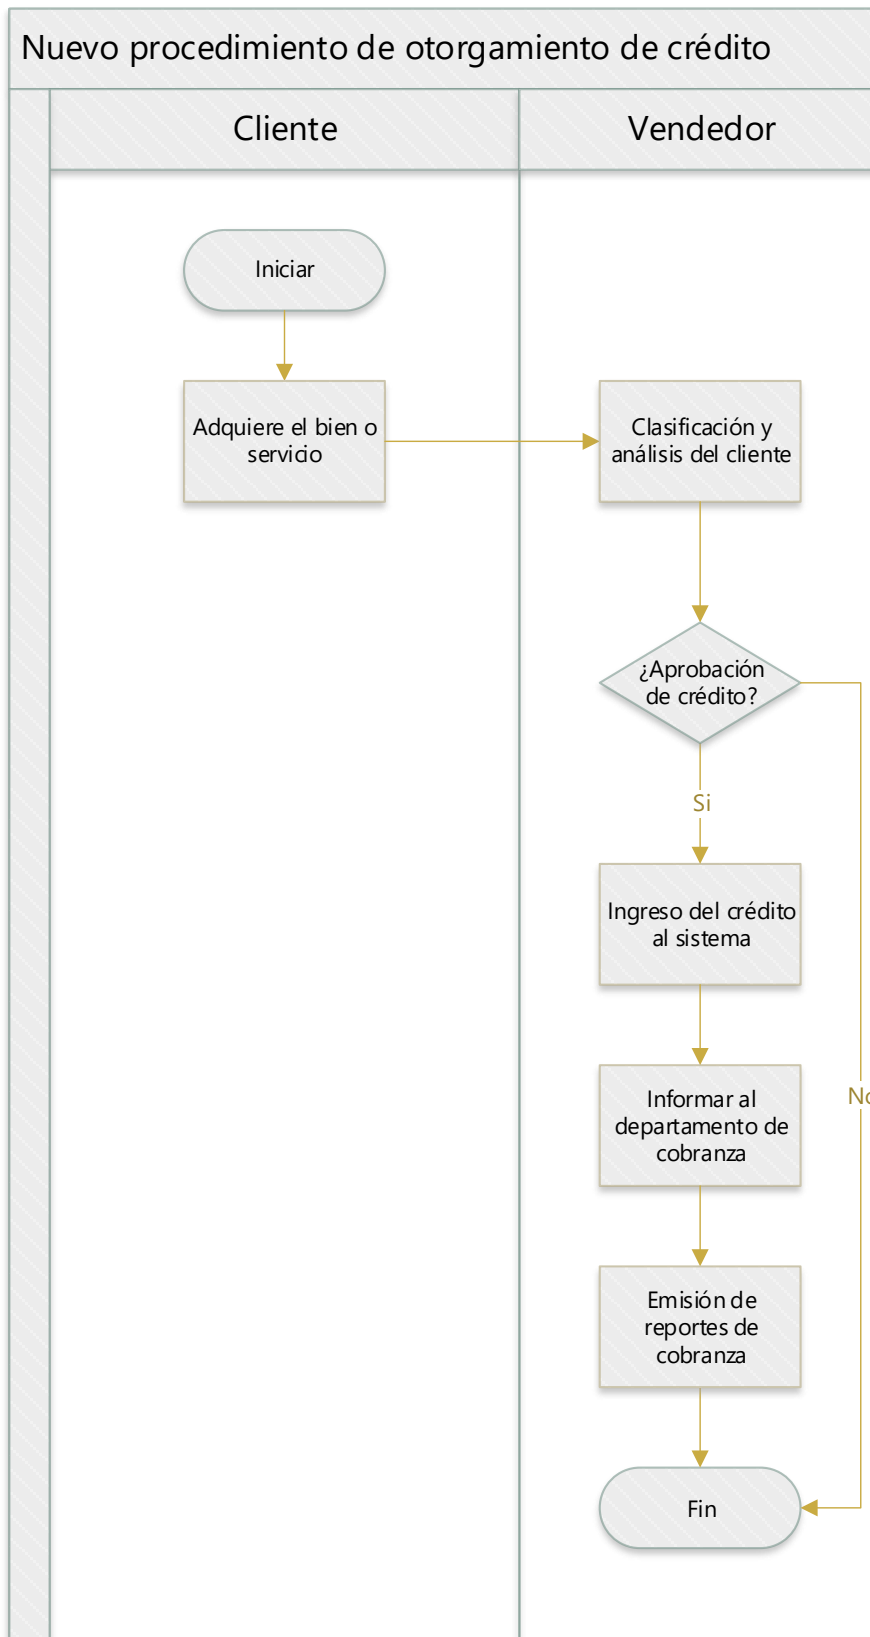 Nuevo procedimiento de otorgamiento de crédito
Cliente
Vendedor
Iniciar
Adquiere el bien o
servicio
Clasificación y
análisis del cliente
¿Aprobación
de crédito?
Si
Ingreso del crédito
al sistema
Informar al
departamento de
cobranza
No
Emisión de
reportes de
cobranza
Fin